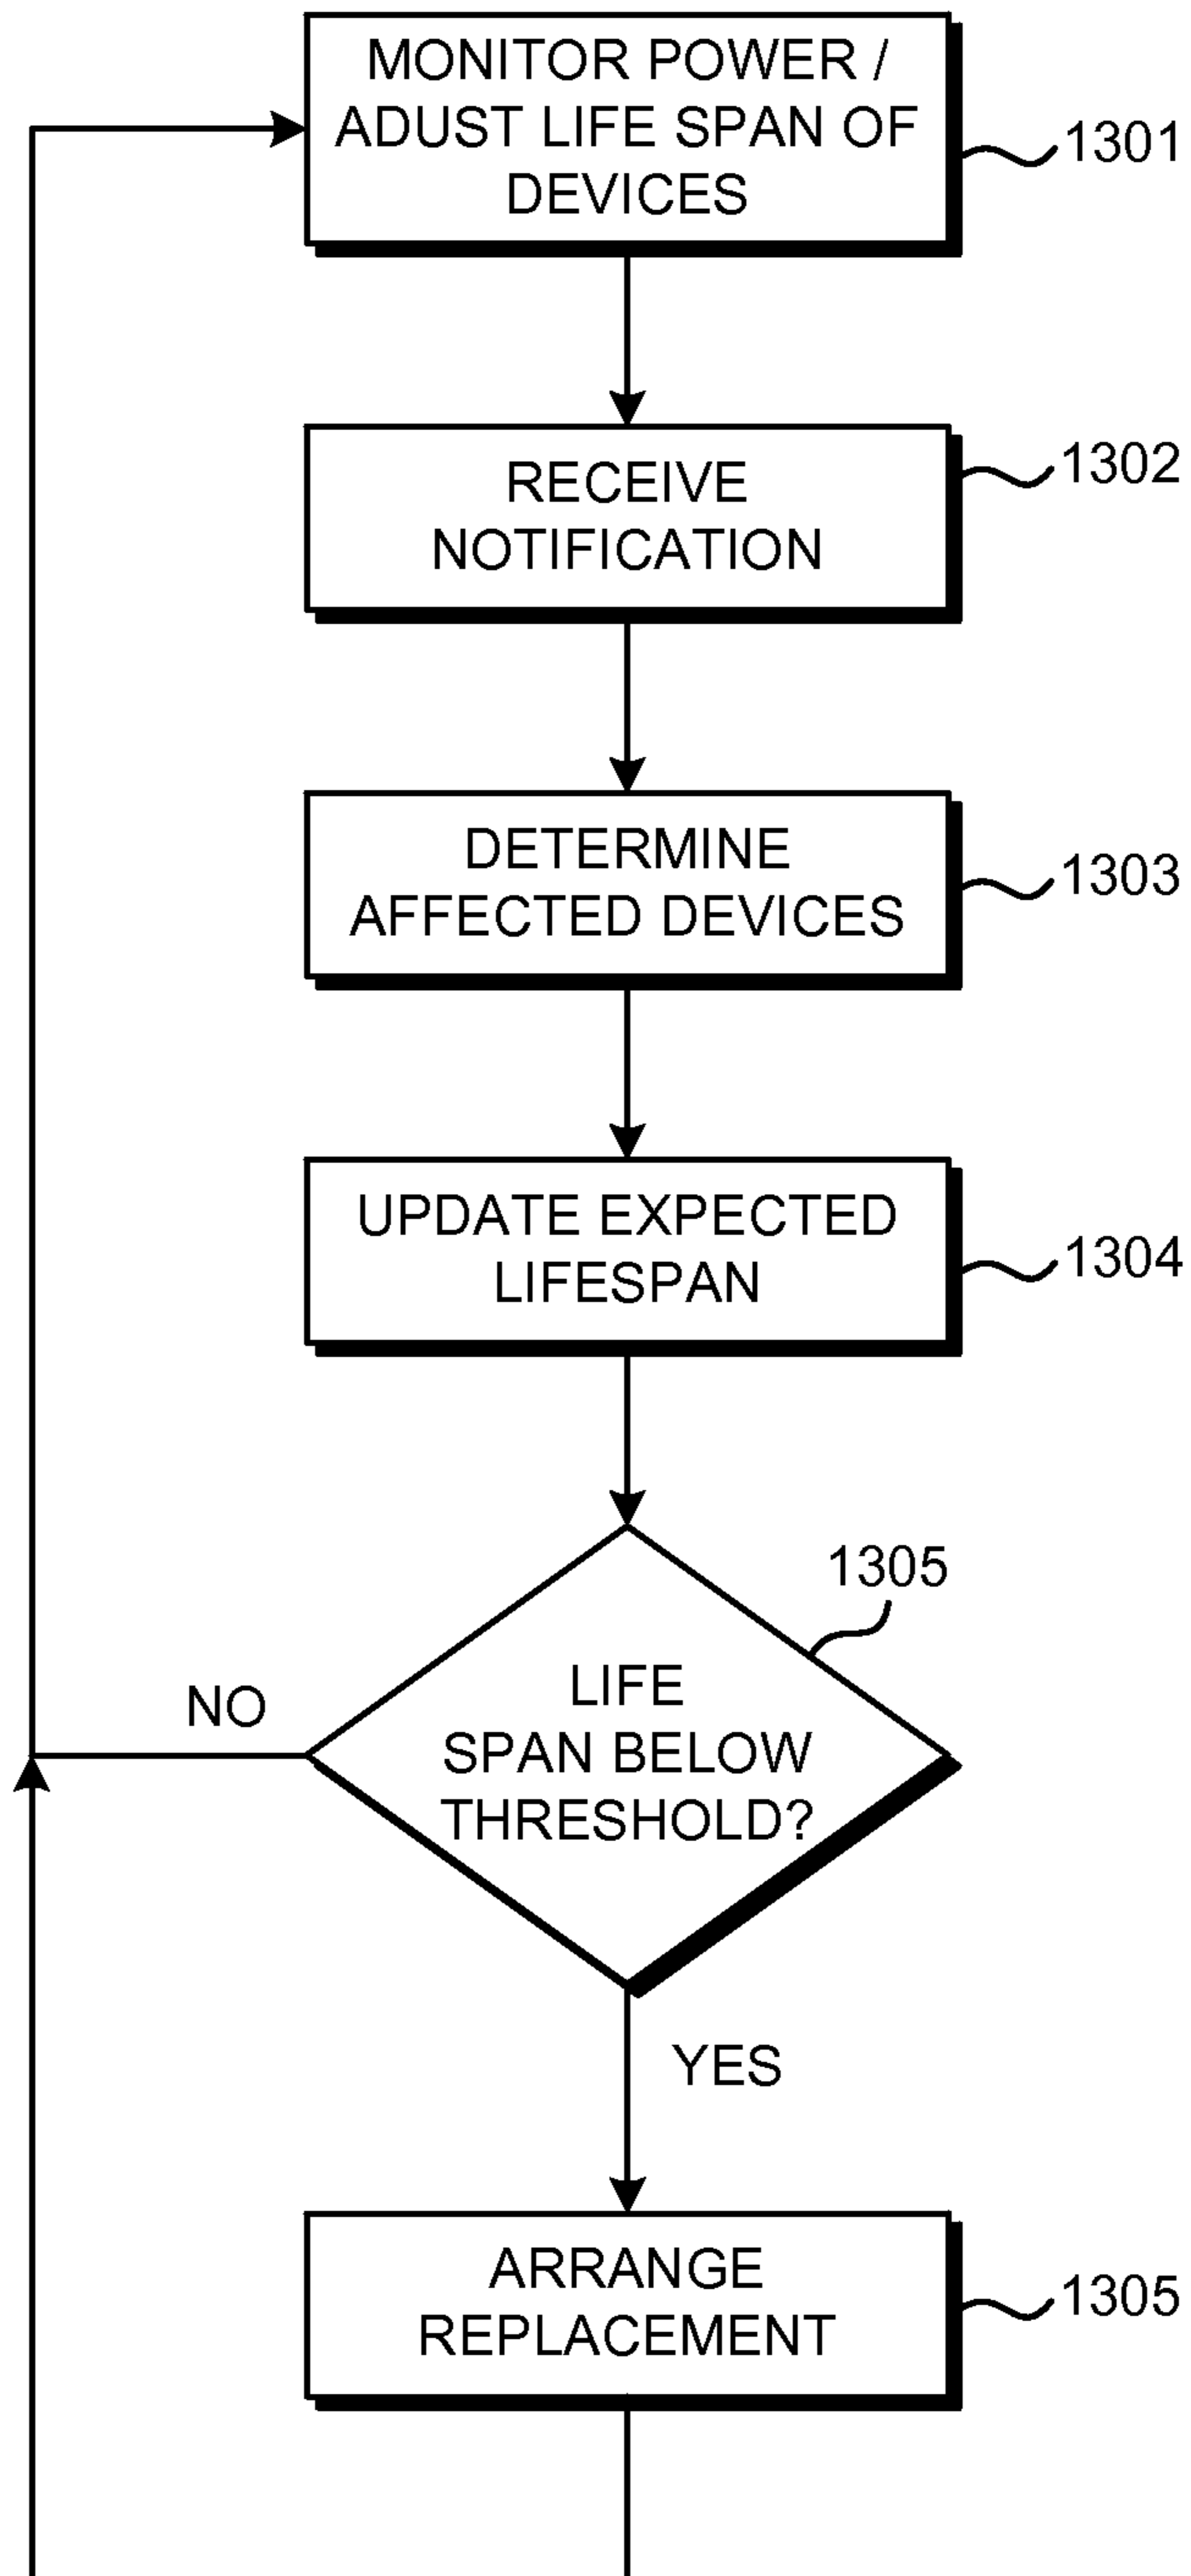 MONITOR POWER /
ADUST LIFE SPAN OF
DEVICES
1301
RECEIVE
NOTIFICATION
1302
DETERMINE
AFFECTED DEVICES
1303
UPDATE EXPECTED
LIFESPAN
1304
1305
LIFE
SPAN BELOW
THRESHOLD?
NO
YES
ARRANGE
REPLACEMENT
1305